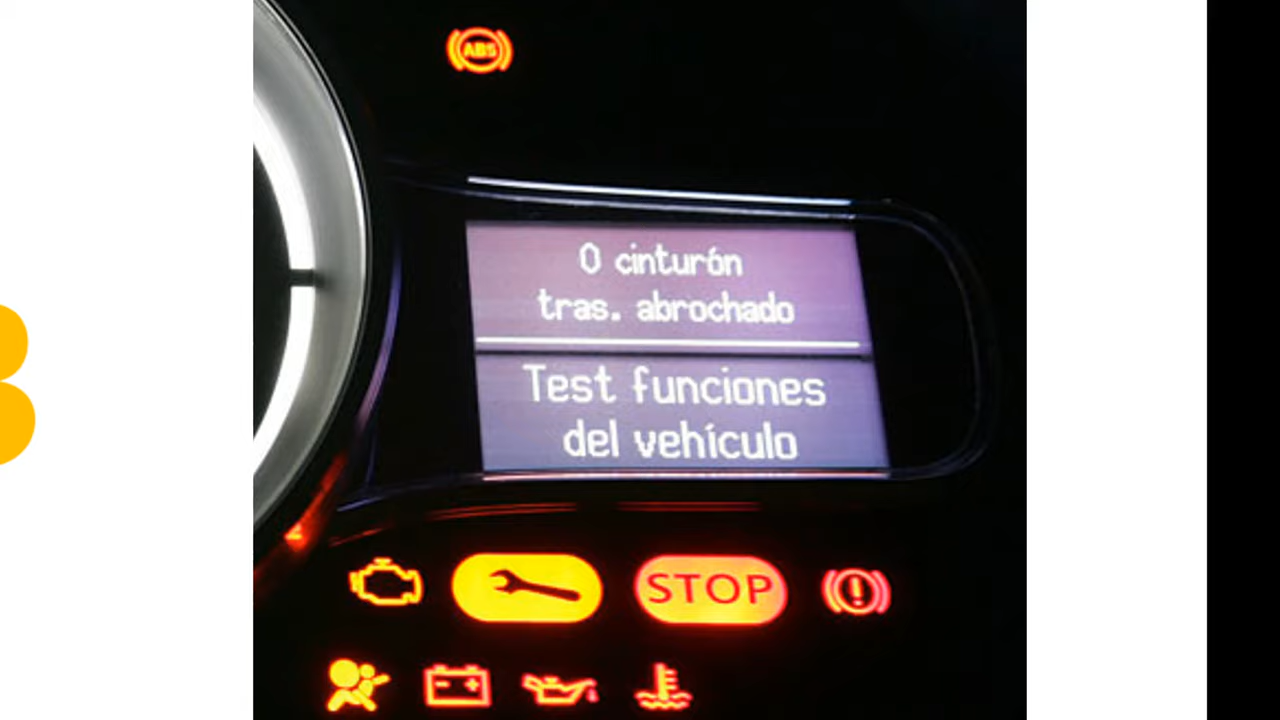 ABS
0 cinturón
tras. abrochado
Test funciones
del vehículo
STOP